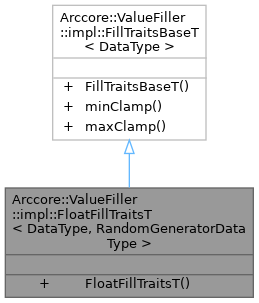 Arccore::ValueFiller
::impl::FillTraitsBaseT
< DataType >
+ FillTraitsBaseT()
+ minClamp()
+ maxClamp()
Arccore::ValueFiller
::impl::FloatFillTraitsT
< DataType, RandomGeneratorData
Type >
+ FloatFillTraitsT()